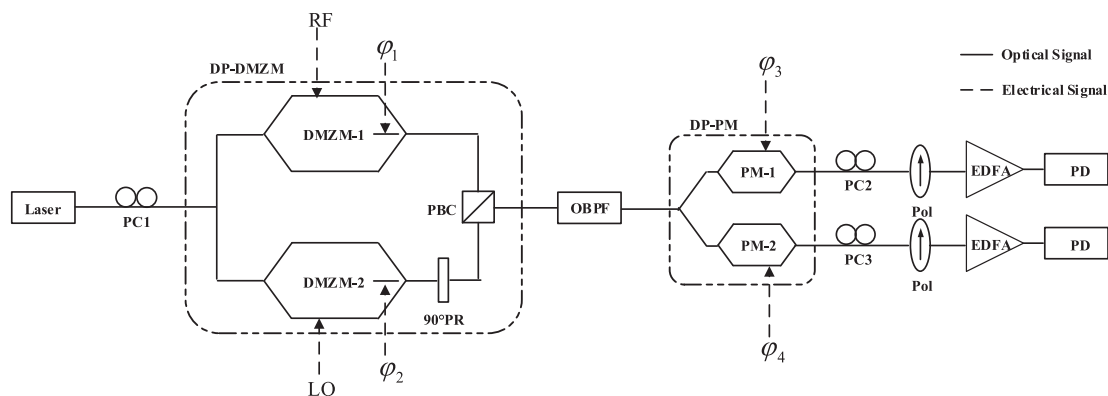 RF
φ1
DP-DMZM
DMZM-1
Laser
PC1
PBC
DMZM-2
90°PR
φ2
LO
OBPF
φ3
DP-PM
PM-1
PM-2
φ4
PC2
Pol
EDFA
PD
PC3
Pol
EDFA
PD
Optical Signal
Electrical Signal